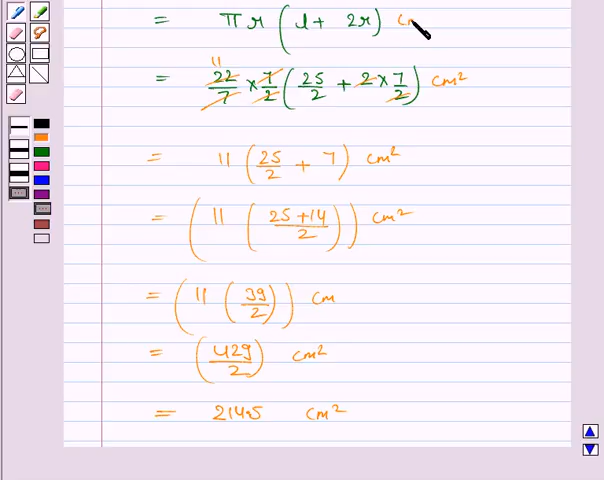 = πr(l + 2r) c
= 11 22/7 × 7/2 (25/2 + 2 × 7/2) cm²
= 11 (25/2 + 7) cm²
= (11 ((25+14)/2)) cm²
= (11 (39/2)) cm
= (429/2) cm²
= 214.5 cm²